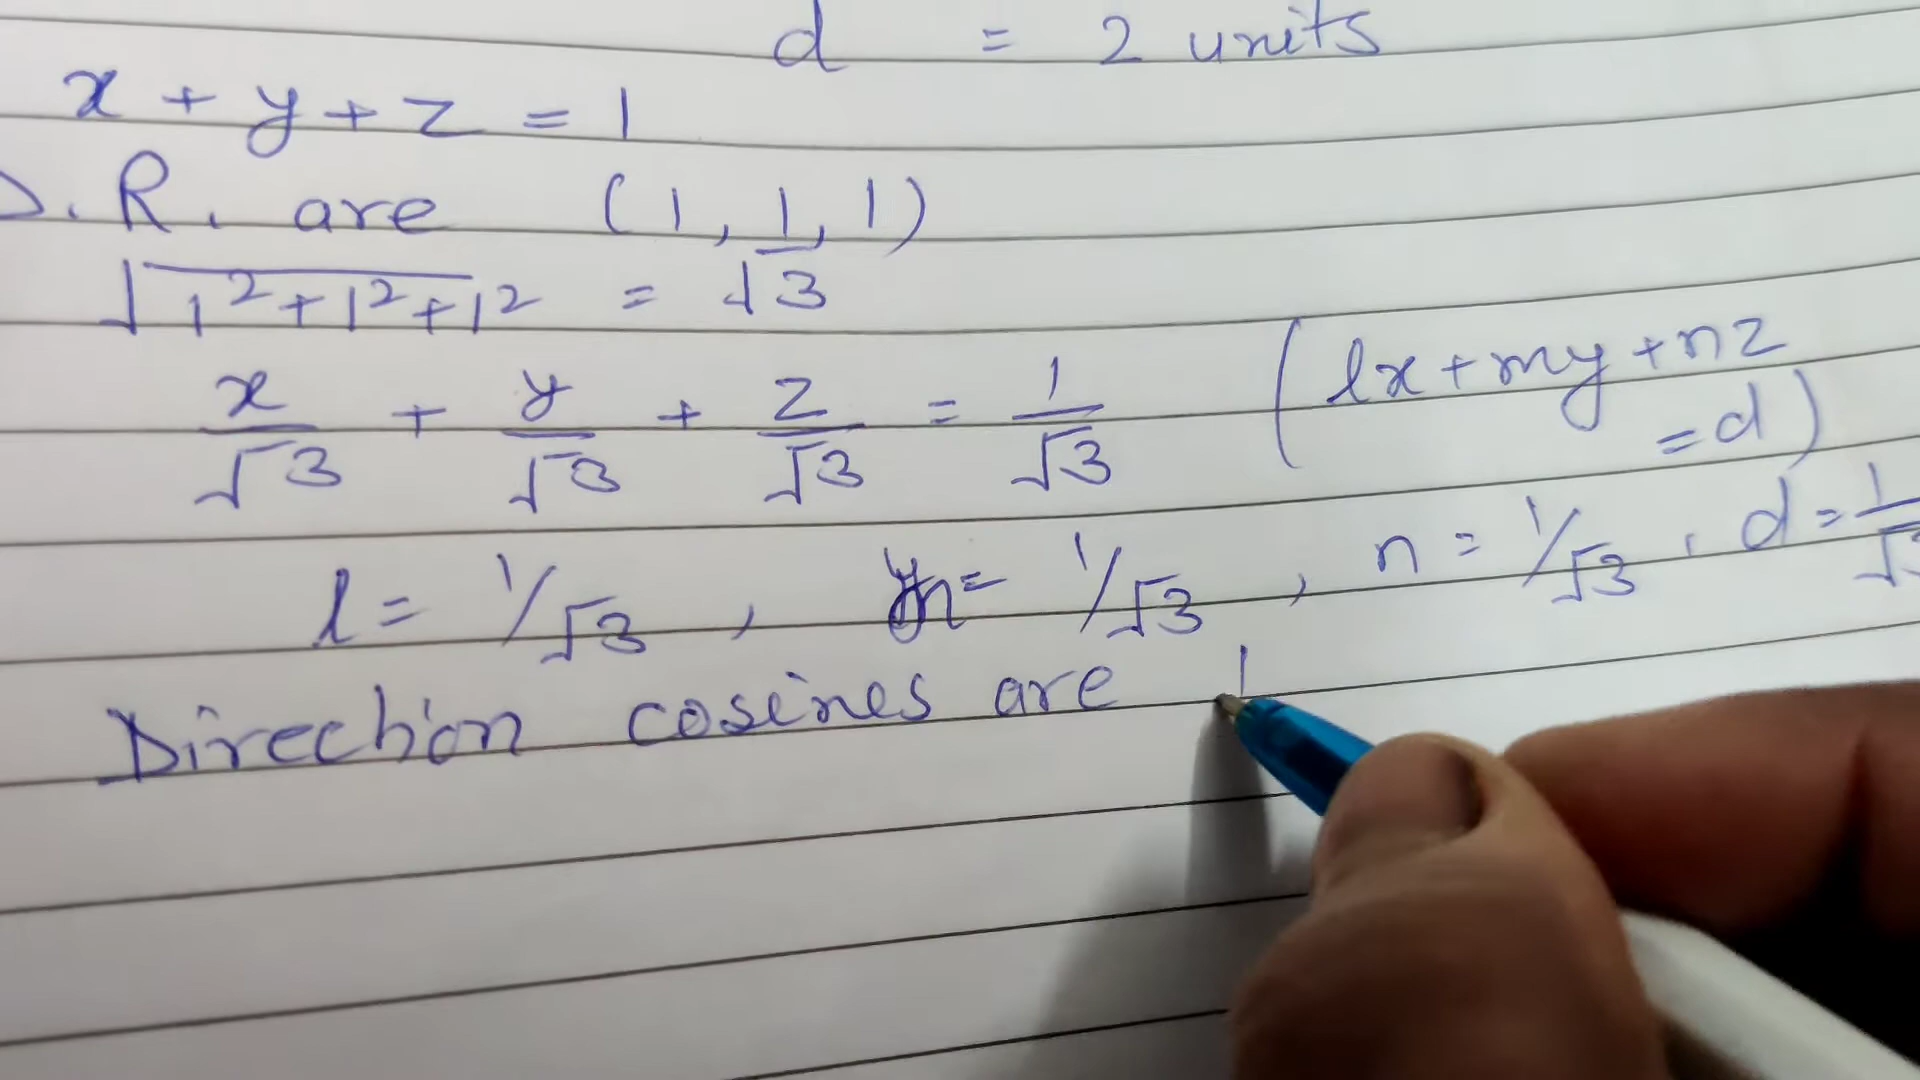 d = 2 units
x + y + z = 1
D.R. are (1, 1, 1)
√1²+1²+1² = √3
x/√3 + y/√3 + z/√3 = 1/√3 (lx+my+nz
=d)
l = 1/√3, m = 1/√3, n = 1/√3, d = 1/√3
Direction cosines are 1